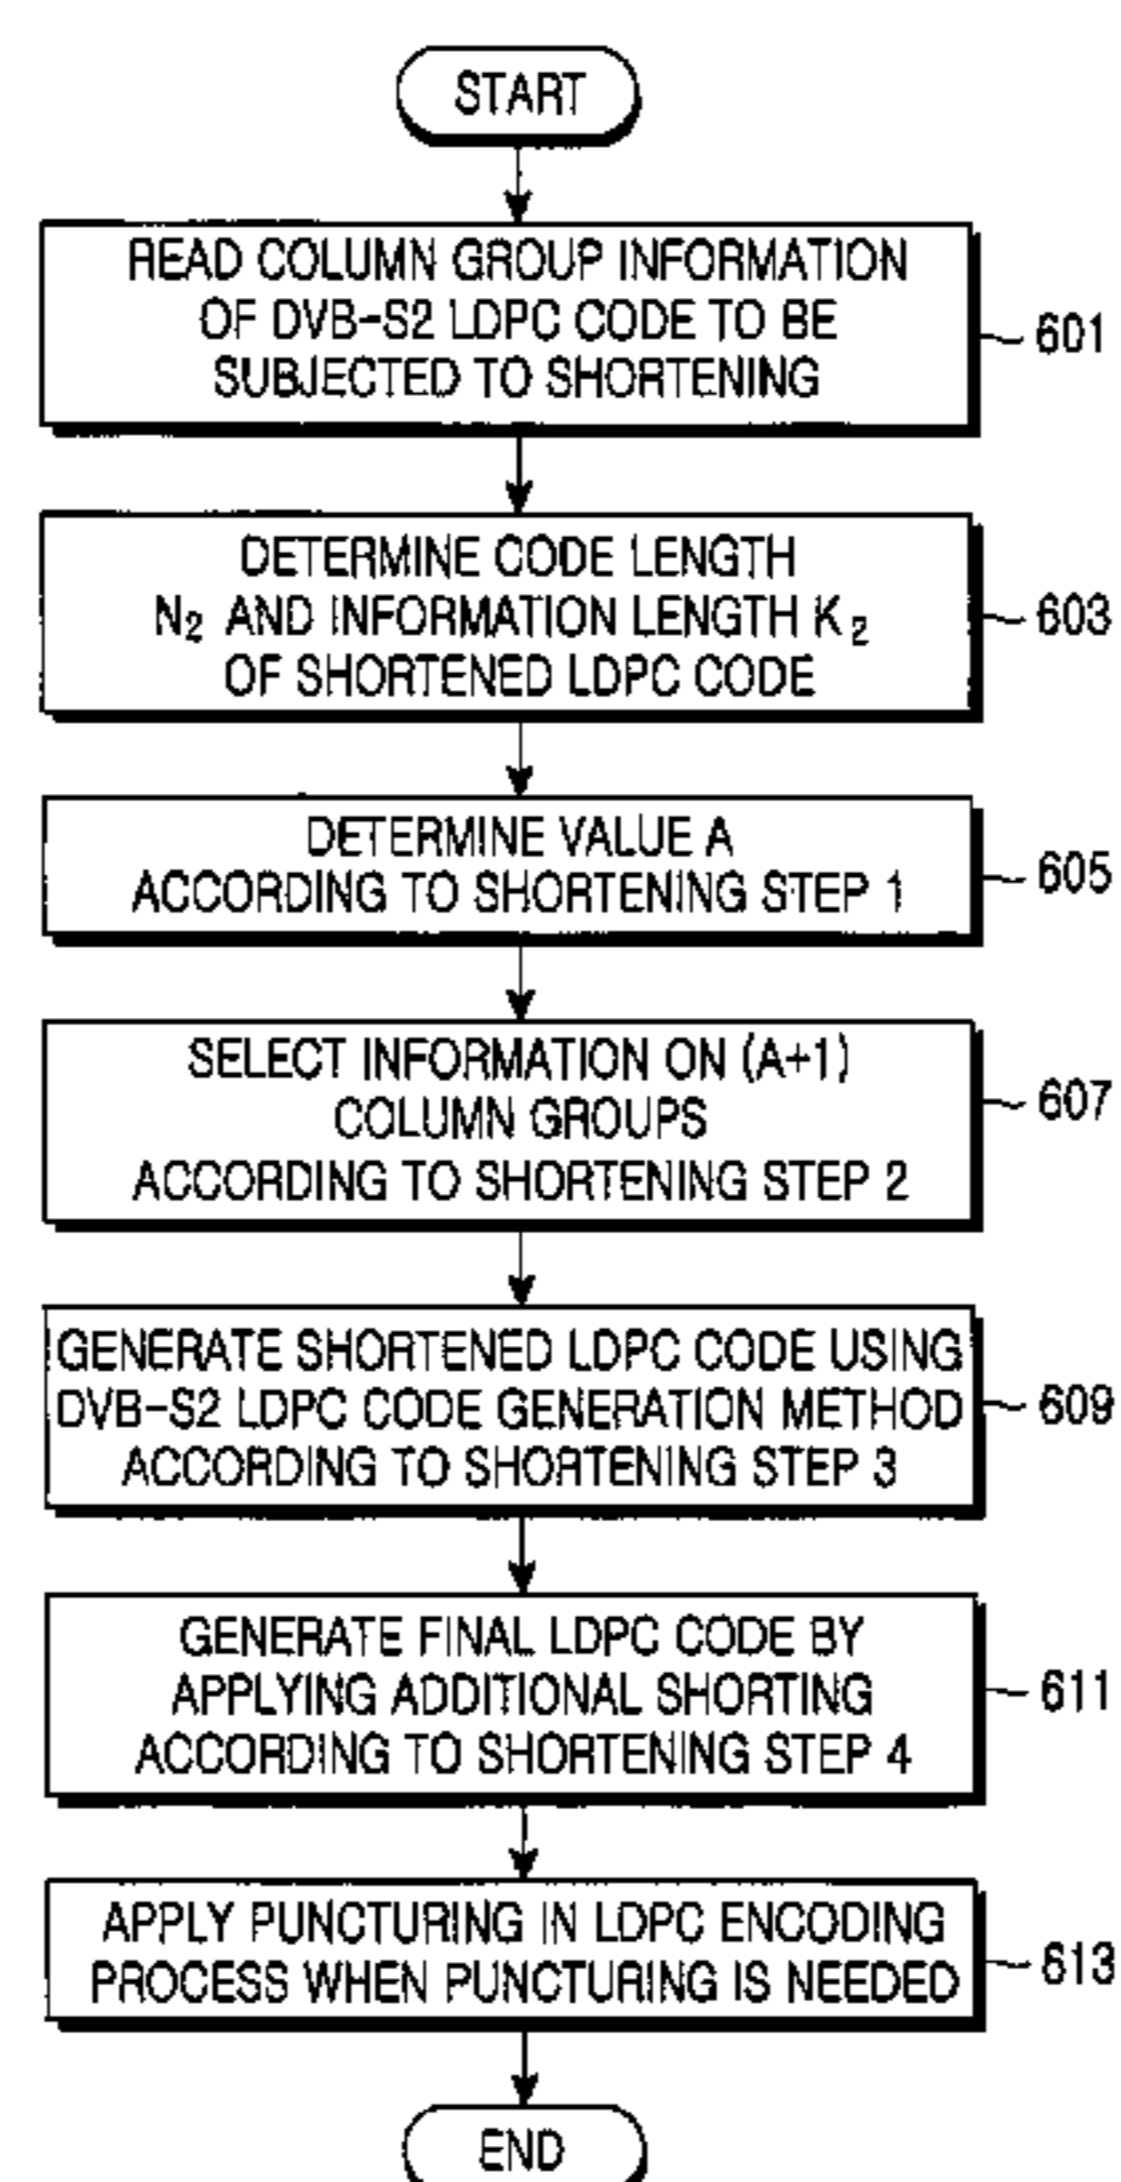 START
READ COLUMN GROUP INFORMATION
OF DVB-S2 LDPC CODE TO BE
SUBJECTED TO SHORTENING
601
DETERMINE CODE LENGTH
N₂ AND INFORMATION LENGTH K₂
OF SHORTENED LDPC CODE
603
DETERMINE VALUE A
ACCORDING TO SHORTENING STEP 1
605
SELECT INFORMATION ON (A+1)
COLUMN GROUPS
ACCORDING TO SHORTENING STEP 2
607
GENERATE SHORTENED LDPC CODE USING
DVB-S2 LDPC CODE GENERATION METHOD
ACCORDING TO SHORTENING STEP 3
609
GENERATE FINAL LDPC CODE BY
APPLYING ADDITIONAL SHORTING
ACCORDING TO SHORTENING STEP 4
611
APPLY PUNCTURING IN LDPC ENCODING
PROCESS WHEN PUNCTURING IS NEEDED
613
END